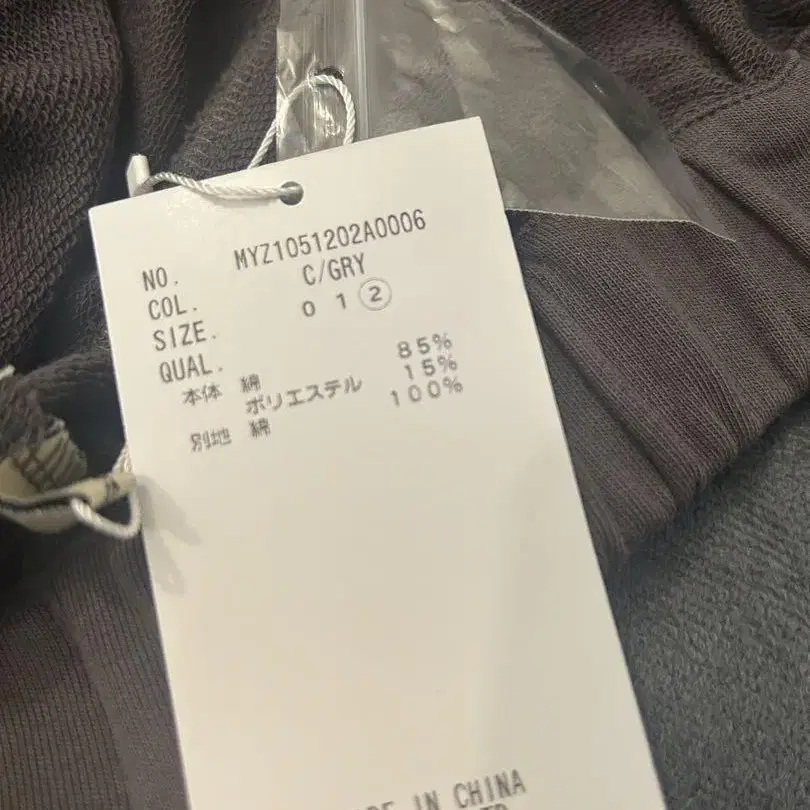 NO. MYZ1051202A0006
COL. C/GRY
SIZE. 0 1 2
QUAL.
本体 綿 85%
ポリエステル 15%
別地 綿 100%
IN CHINA